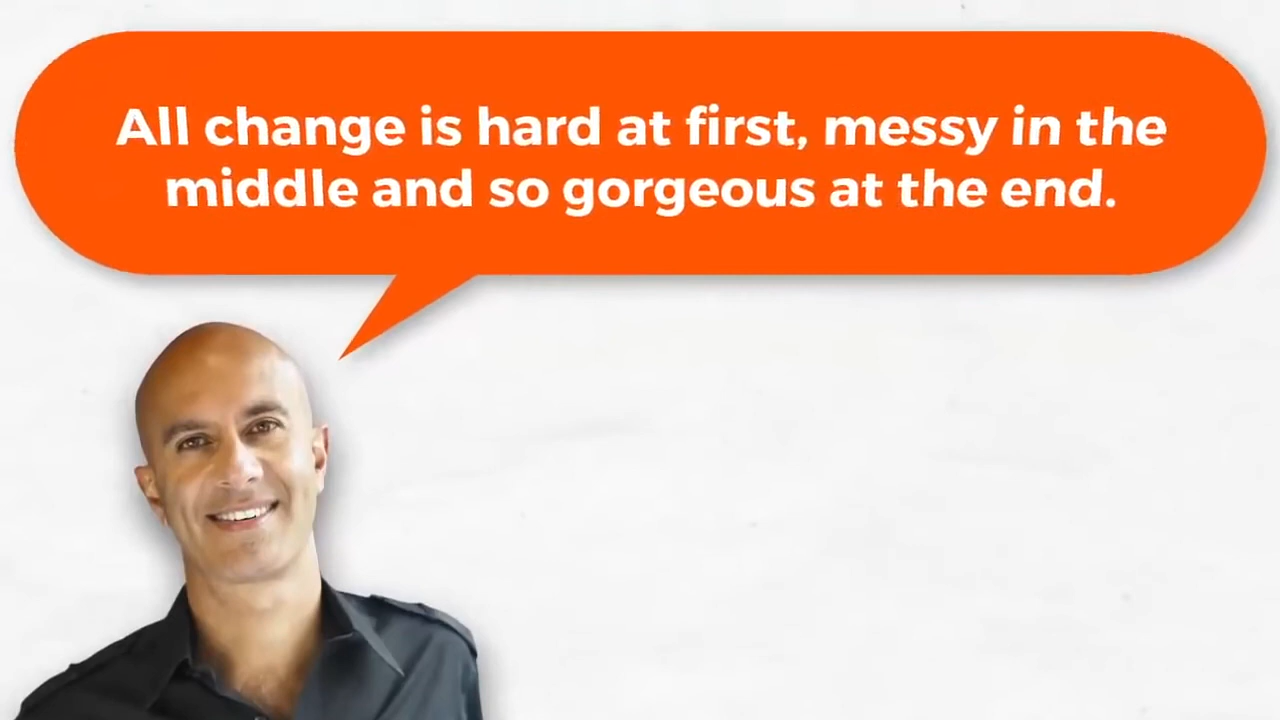 All change is hard at first, messy in the
middle and so gorgeous at the end.